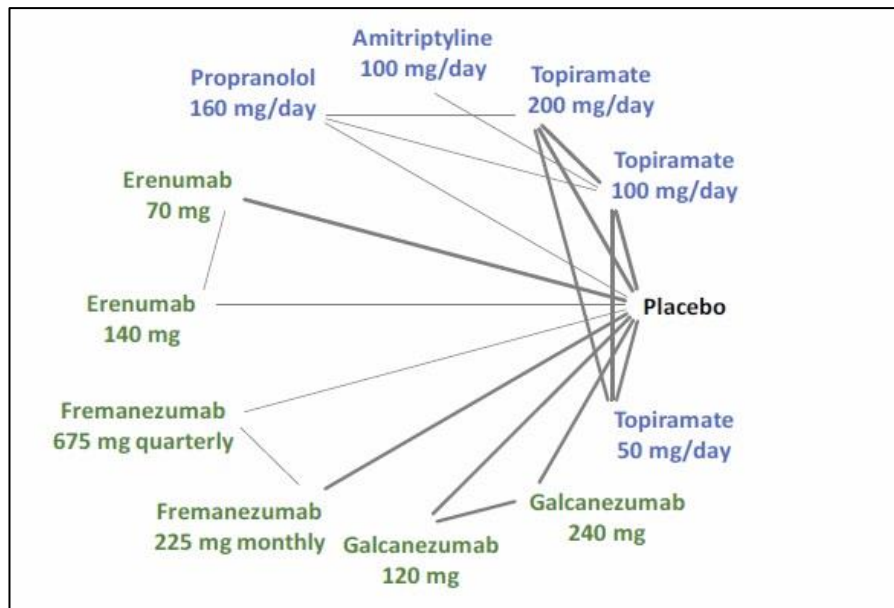 Amitriptyline
100 mg/day
Propranolol
160 mg/day
Topiramate
200 mg/day
Topiramate
100 mg/day
Erenumab
70 mg
Erenumab
140 mg
Placebo
Fremanezumab
675 mg quarterly
Topiramate
50 mg/day
Fremanezumab
225 mg monthly
Galcanezumab
120 mg
Galcanezumab
240 mg